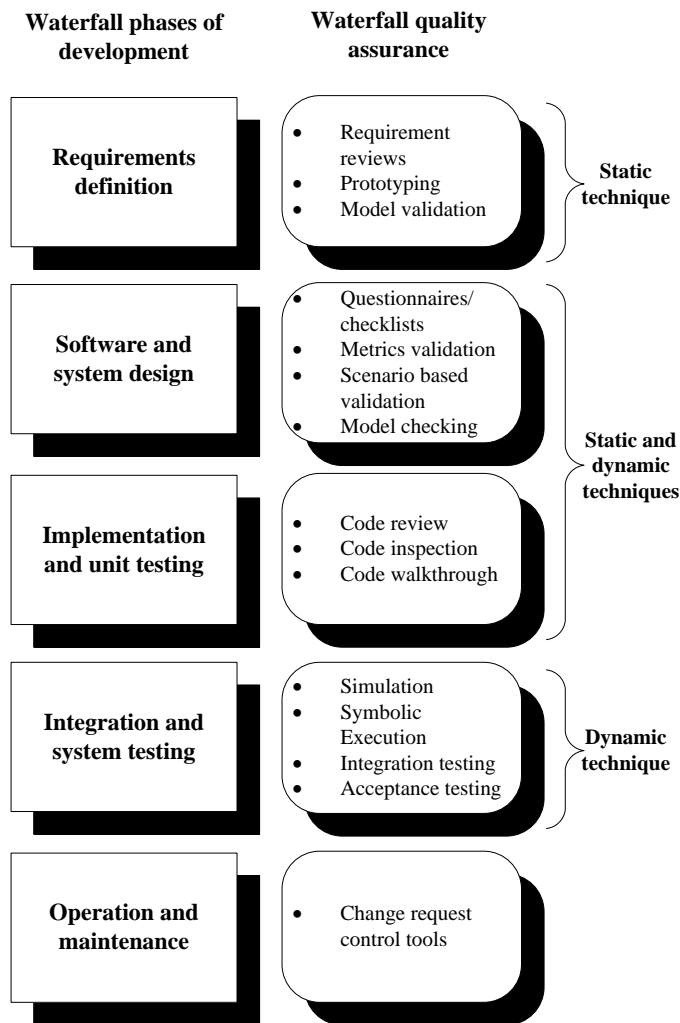 Waterfall phases of
development
Waterfall quality
assurance
Requirements
definition
• Requirement
reviews
• Prototyping
• Model validation
Static
technique
Software and
system design
• Questionnaires/
checklists
• Metrics validation
• Scenario based
validation
• Model checking
Static and
dynamic
techniques
Implementation
and unit testing
• Code review
• Code inspection
• Code walkthrough
Integration and
system testing
• Simulation
• Symbolic
Execution
• Integration testing
• Acceptance testing
Dynamic
technique
Operation and
maintenance
• Change request
control tools